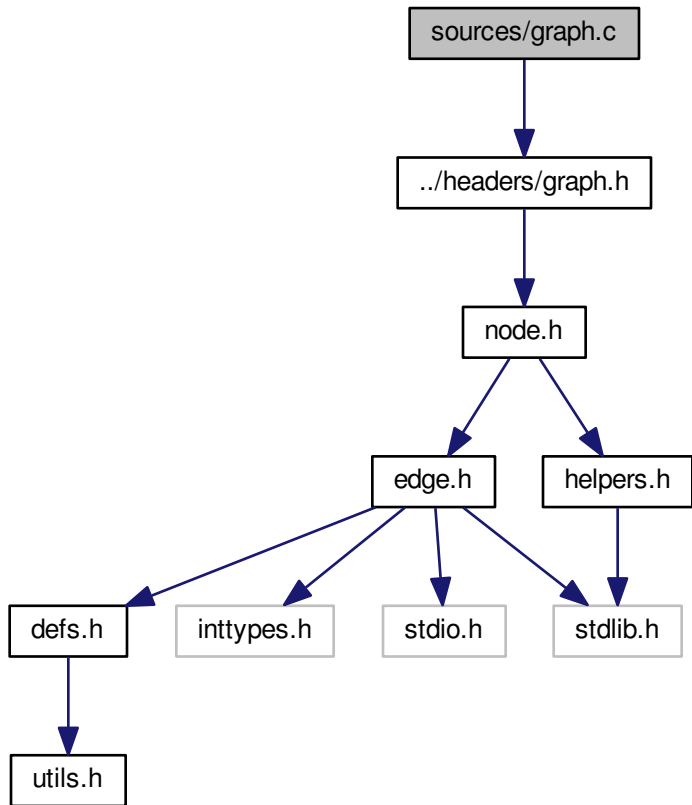 sources/graph.c
../headers/graph.h
node.h
edge.h
helpers.h
defs.h
inttypes.h
stdio.h
stdlib.h
utils.h